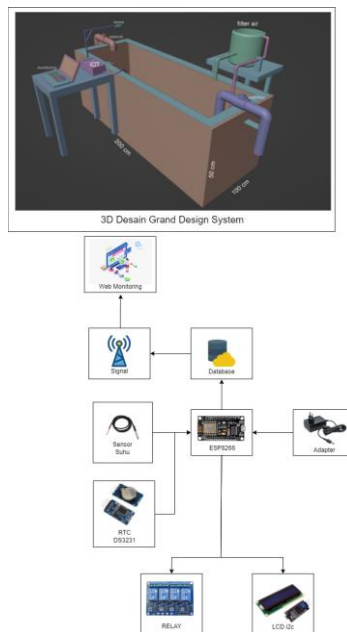 filter air
monitoring
IOT
200 cm
50 cm
100 cm
3D Desain Grand Design System
Web Monitoring
Signal
Database
Sensor
Suhu
ESP8266
Adapter
RTC
DS3231
RELAY
LCD i2c